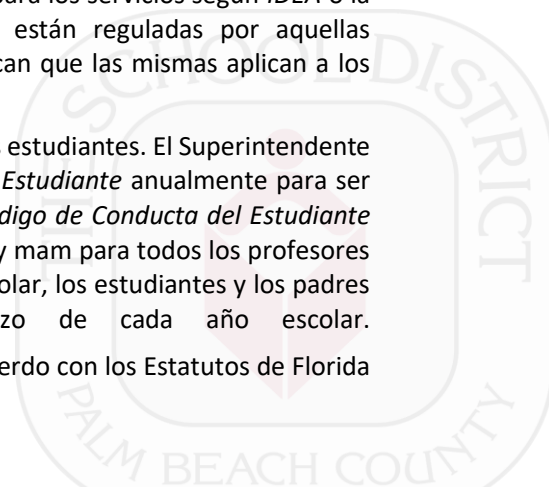 para los servicios según IDEA o la
están reguladas por aquellas
can que las mismas aplican a los
estudiantes. El Superintendente
Estudiante anualmente para ser
digo de Conducta del Estudiante
y mam para todos los profesores
olar, los estudiantes y los padres
zo de cada año escolar.
erdo con los Estatutos de Florida
THE SCHOOL DISTRICT
PALM BEACH COUNTY